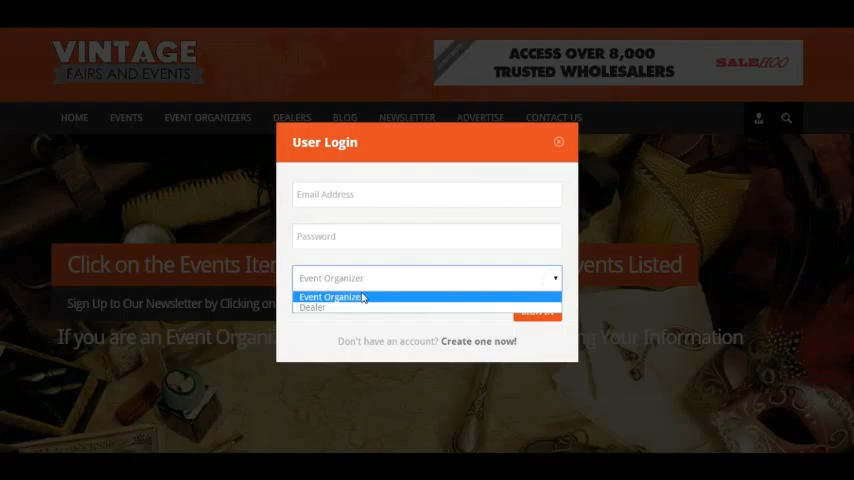 VINTAGE
FAIRS AND EVENTS
ACCESS OVER 8,000
TRUSTED WHOLESALERS
SALEHOO
HOME EVENTS EVENT ORGANIZERS DEALERS BLOG NEWSLETTER ADVERTISE CONTACT US
User Login
Email Address
Password
Click on the Events
vents Listed
Event Organizer
Event Organizer
Dealer
Sign Up to Our Newsletter by Clicking on
If you are an Event Organi
ng Your Information
Don't have an account? Create one now!